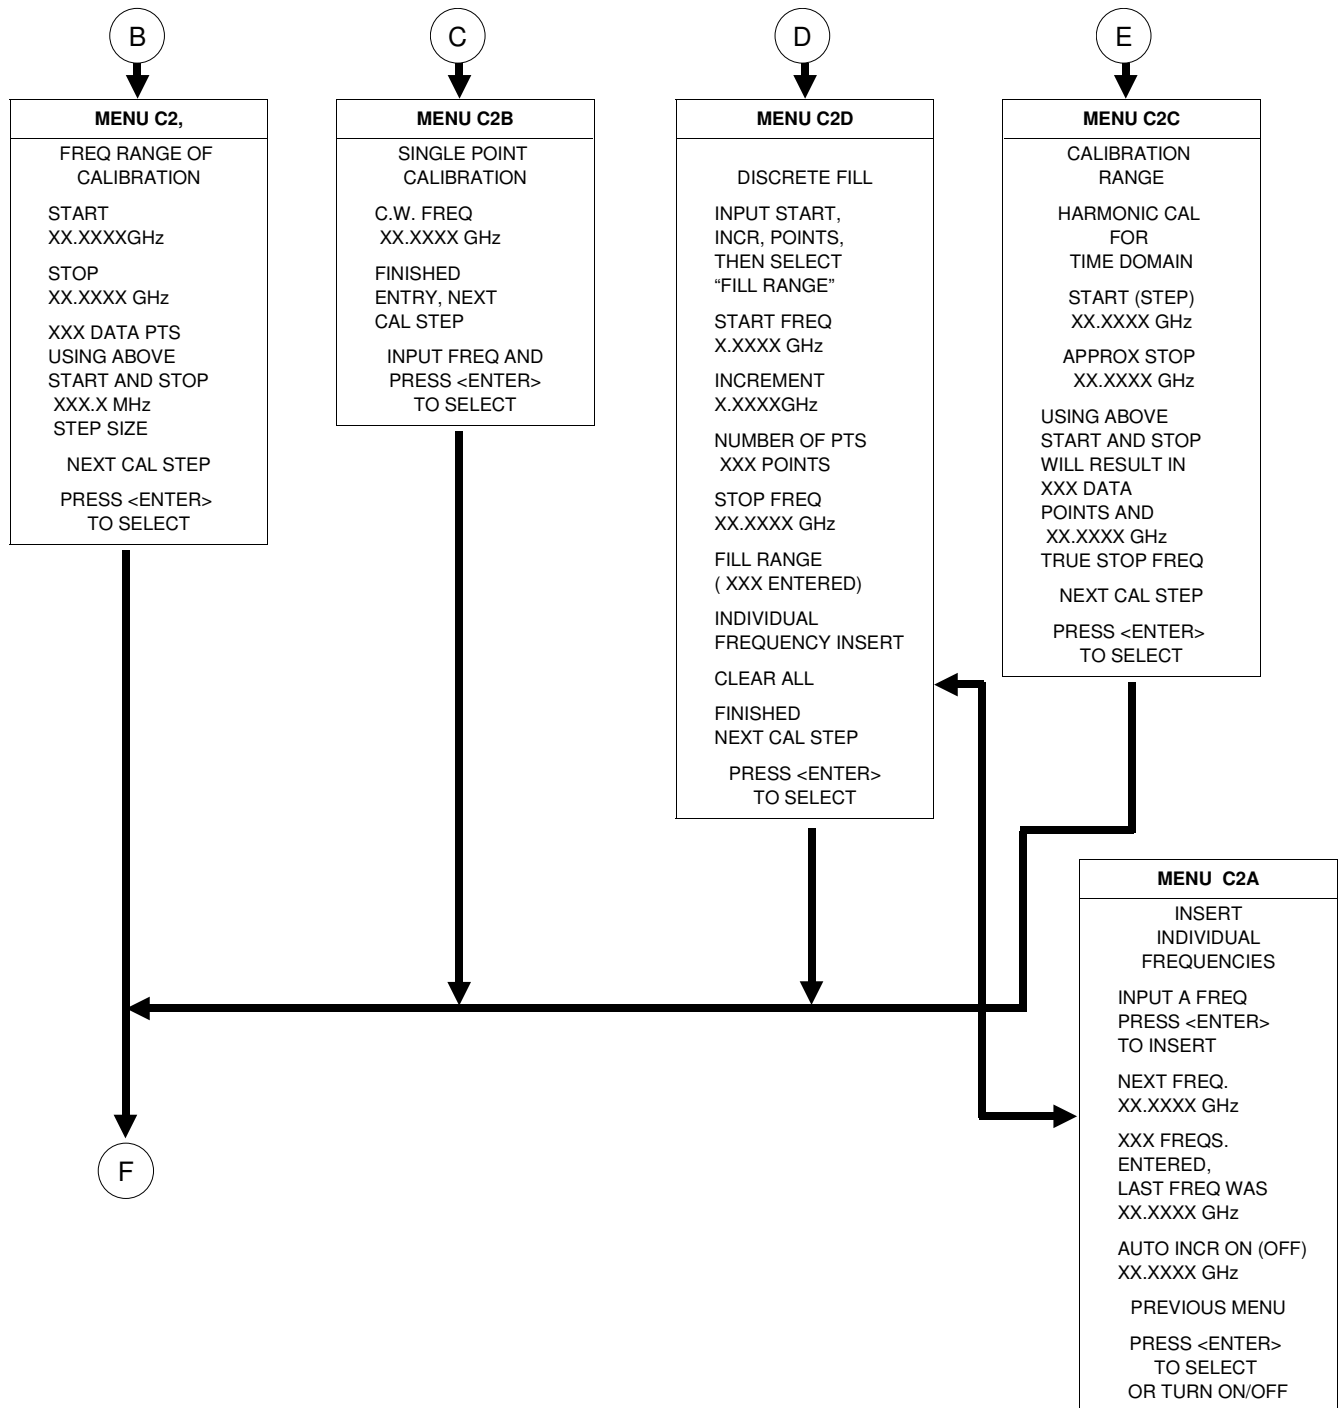 B
C
D
E
MENU C2,
FREQ RANGE OF
CALIBRATION
START
XX.XXXXGHz
STOP
XX.XXXX GHz
XXX DATA PTS
USING ABOVE
START AND STOP
XXX.X MHz
STEP SIZE
NEXT CAL STEP
PRESS <ENTER>
TO SELECT
MENU C2B
SINGLE POINT
CALIBRATION
C.W. FREQ
XX.XXXX GHz
FINISHED
ENTRY, NEXT
CAL STEP
INPUT FREQ AND
PRESS <ENTER>
TO SELECT
MENU C2D
DISCRETE FILL
INPUT START,
INCR, POINTS,
THEN SELECT
“FILL RANGE”
START FREQ
X.XXXX GHz
INCREMENT
X.XXXXGHz
NUMBER OF PTS
XXX POINTS
STOP FREQ
XX.XXXX GHz
FILL RANGE
( XXX ENTERED)
INDIVIDUAL
FREQUENCY INSERT
CLEAR ALL
FINISHED
NEXT CAL STEP
PRESS <ENTER>
TO SELECT
MENU C2C
CALIBRATION
RANGE
HARMONIC CAL
FOR
TIME DOMAIN
START (STEP)
XX.XXXX GHz
APPROX STOP
XX.XXXX GHz
USING ABOVE
START AND STOP
WILL RESULT IN
XXX DATA
POINTS AND
XX.XXXX GHz
TRUE STOP FREQ
NEXT CAL STEP
PRESS <ENTER>
TO SELECT
MENU C2A
INSERT
INDIVIDUAL
FREQUENCIES
INPUT A FREQ
PRESS <ENTER>
TO INSERT
NEXT FREQ.
XX.XXXX GHz
XXX FREQS.
ENTERED,
LAST FREQ WAS
XX.XXXX GHz
AUTO INCR ON (OFF)
XX.XXXX GHz
PREVIOUS MENU
PRESS <ENTER>
TO SELECT
OR TURN ON/OFF
F